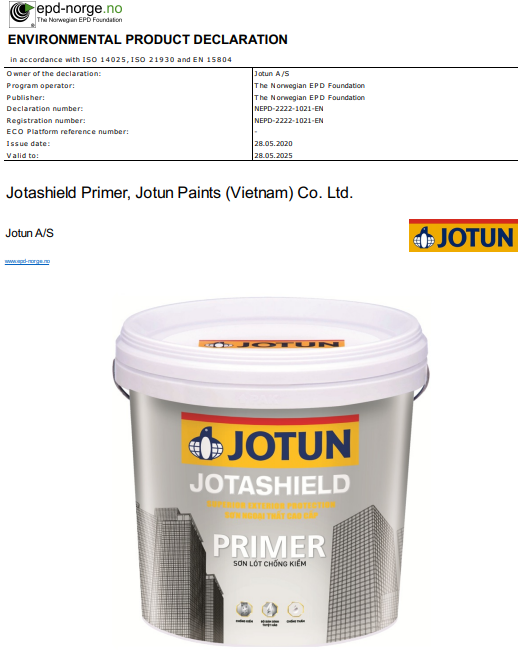 epd-norge.no
The Norwegian EPD Foundation
ENVIRONMENTAL PRODUCT DECLARATION
in accordance with ISO 14025, ISO 21930 and EN 15804
Owner of the declaration: Jotun A/S
Program operator: The Norwegian EPD Foundation
Publisher: The Norwegian EPD Foundation
Declaration number: NEPD-2222-1021-EN
Registration number: NEPD-2222-1021-EN
ECO Platform reference number: -
Issue date: 28.05.2020
Valid to: 28.05.2025
Jotashield Primer, Jotun Paints (Vietnam) Co. Ltd.
Jotun A/S
JOTUN
www.epd-norge.no
JOTUN
JOTUN
JOTASHIELD
PRIMER
SƠN LÓT CHỐNG KIỀM